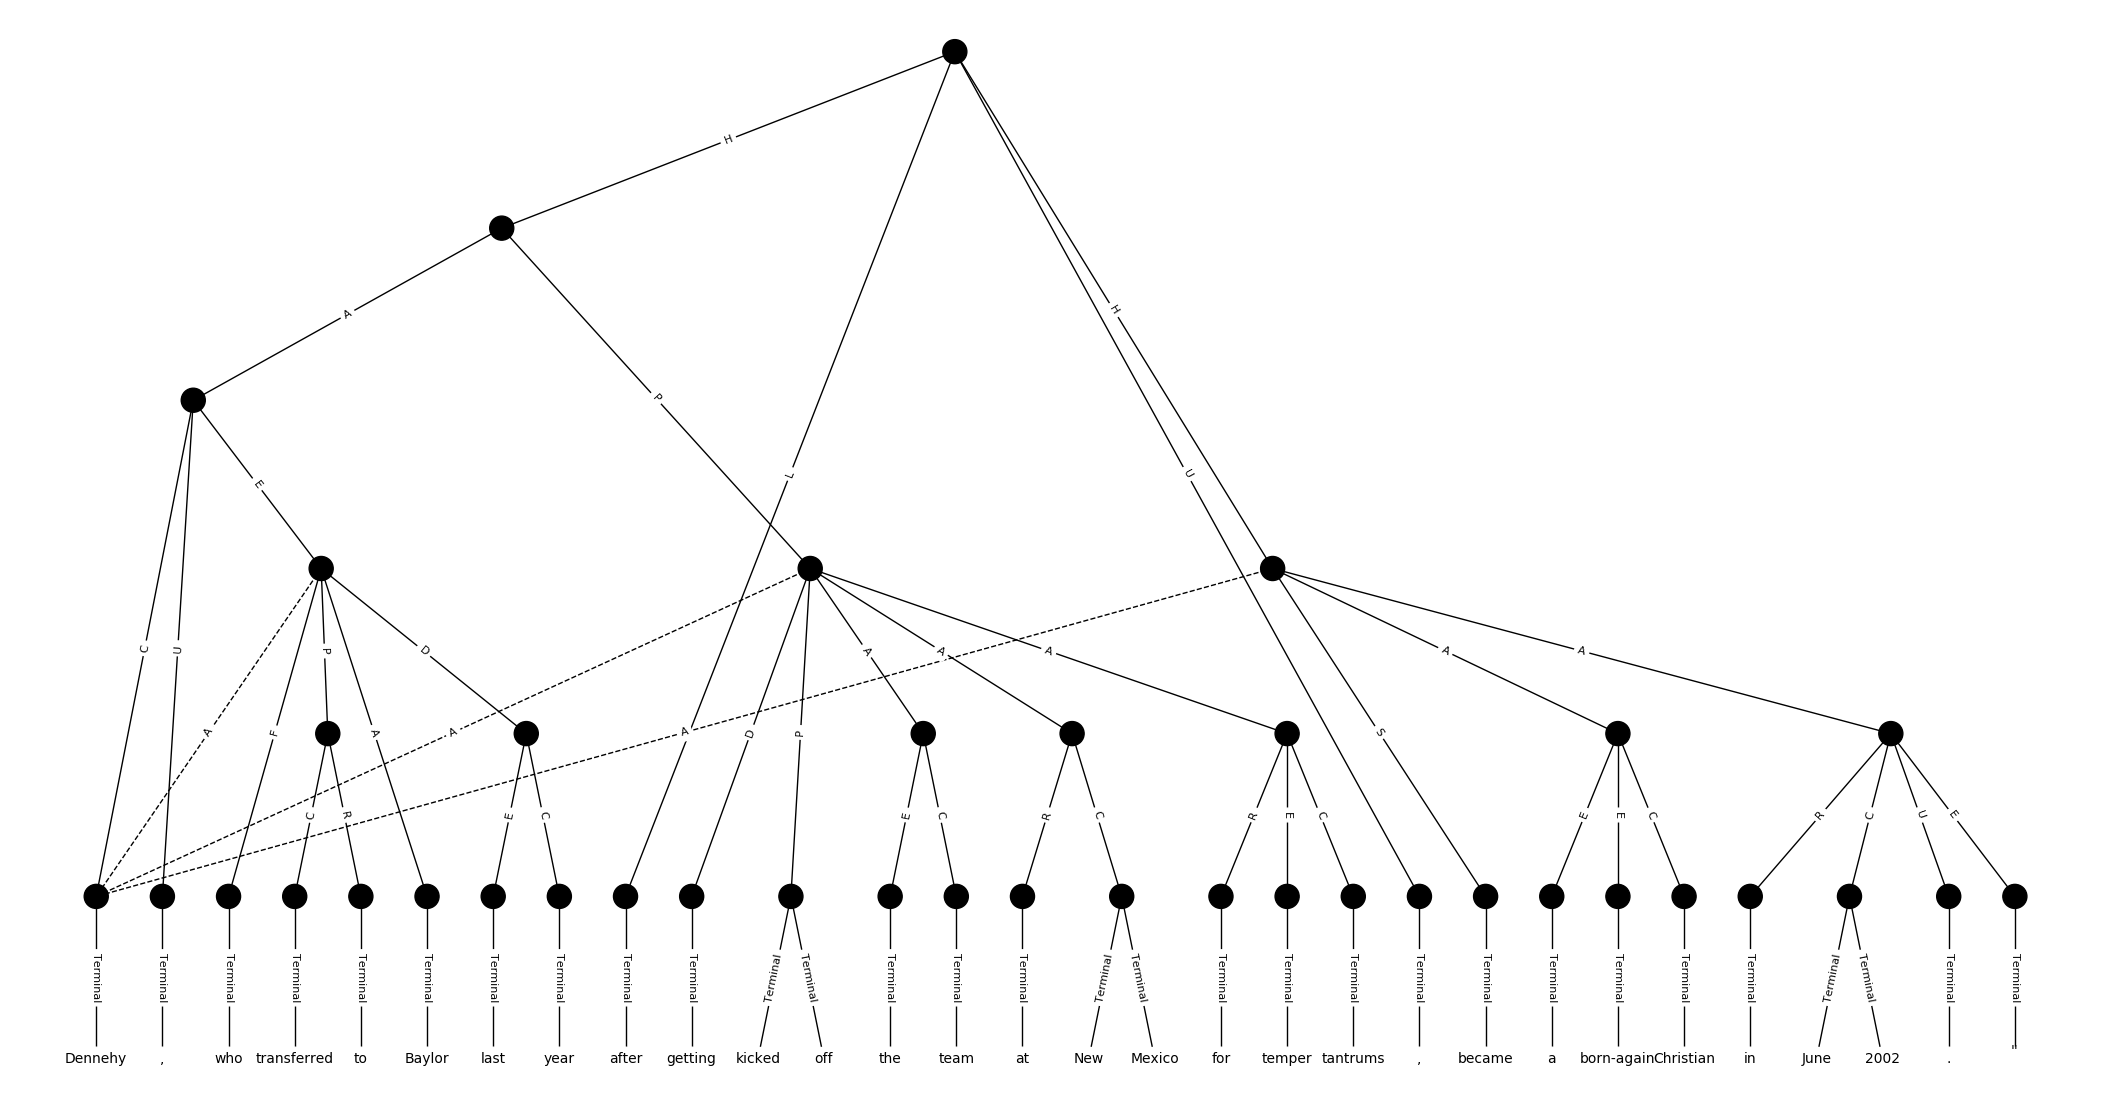 H
H
A
P
L
U
E
C
U
P
D
A
A
A
A
A
A
F
A
A
A
D
P
S
C
R
E
C
E
C
R
C
R
E
C
E
E
C
R
C
U
E
Terminal Terminal Terminal Terminal Terminal Terminal Terminal Terminal Terminal Terminal Terminal Terminal Terminal Terminal Terminal Terminal Terminal Terminal Terminal Terminal Terminal Terminal Terminal Terminal Terminal Terminal Terminal Terminal Terminal Terminal
Dennehy , who transferred to Baylor last year after getting kicked off the team at New Mexico for temper tantrums , became a born-again Christian in June 2002 . "